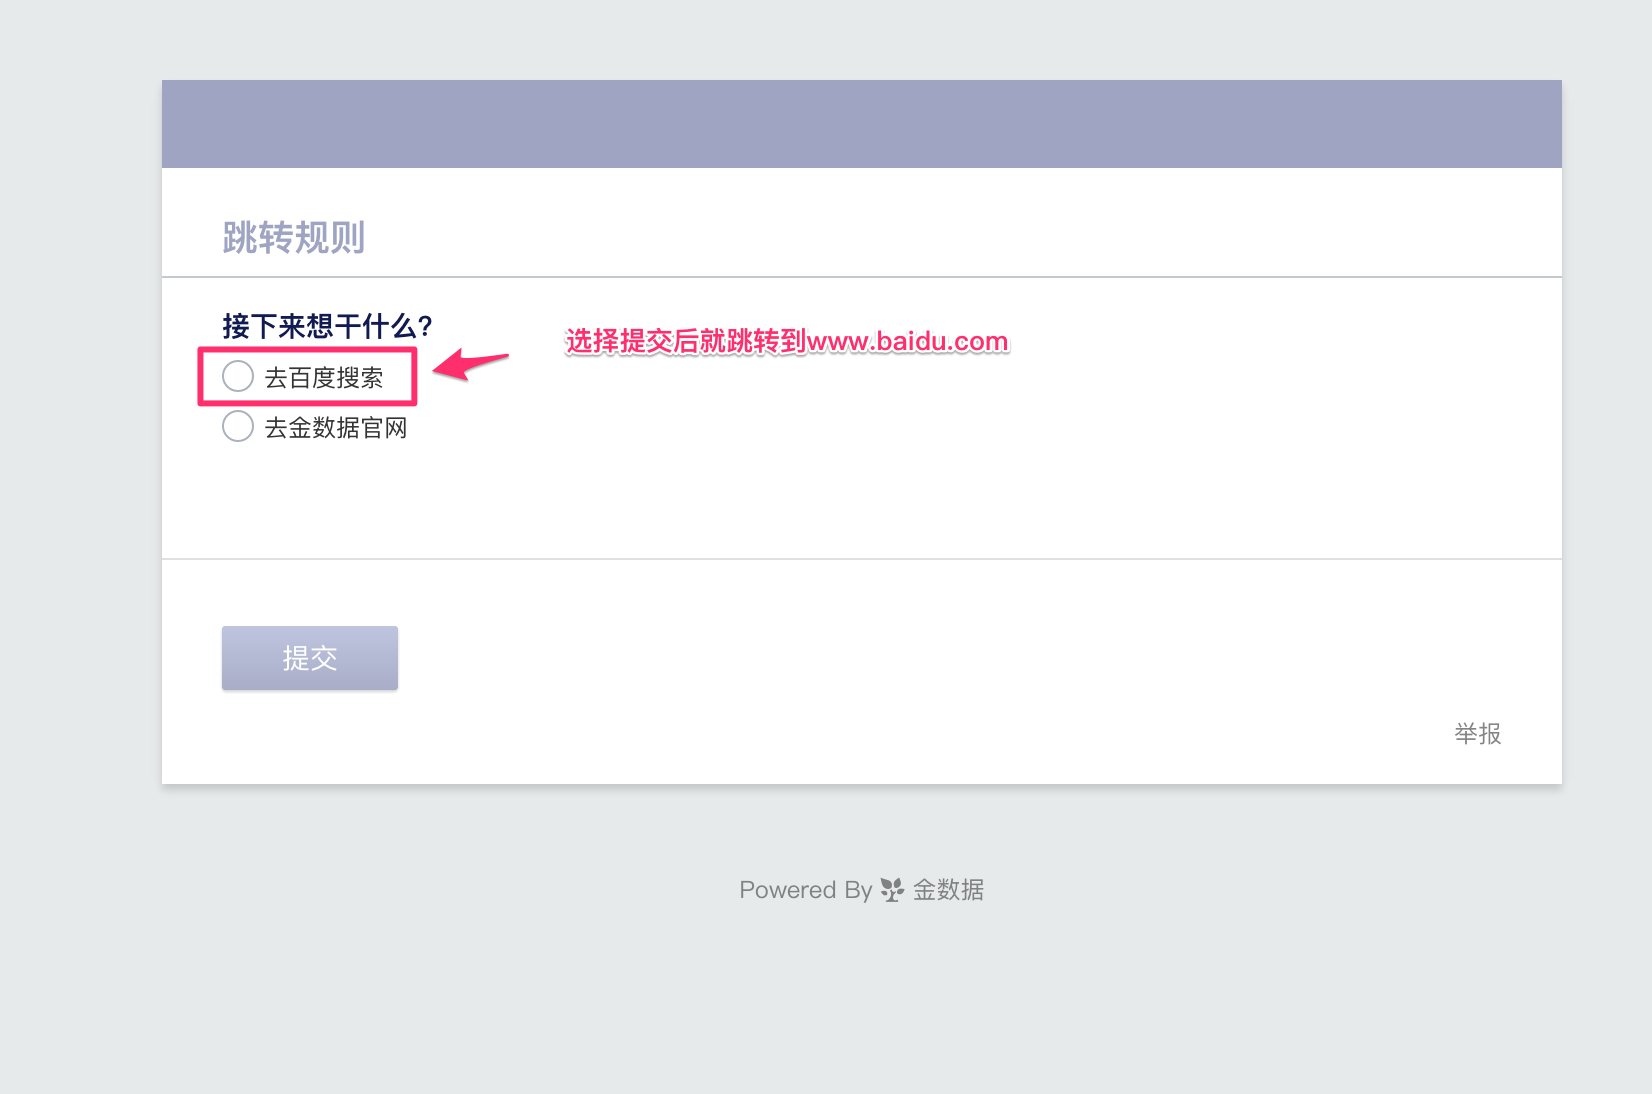 跳转规则
接下来想干什么?
选择提交后就跳转到www.baidu.com
去百度搜索
去金数据官网
提交
举报
Powered By 金数据